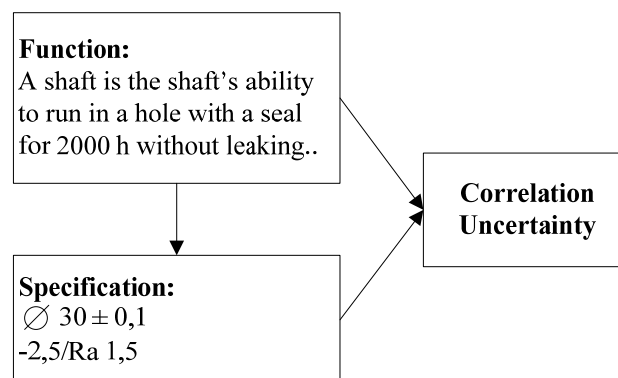 Function:
A shaft is the shaft's ability
to run in a hole with a seal
for 2000 h without leaking..
Correlation
Uncertainty
Specification:
∅ 30 ± 0,1
-2,5/Ra 1,5